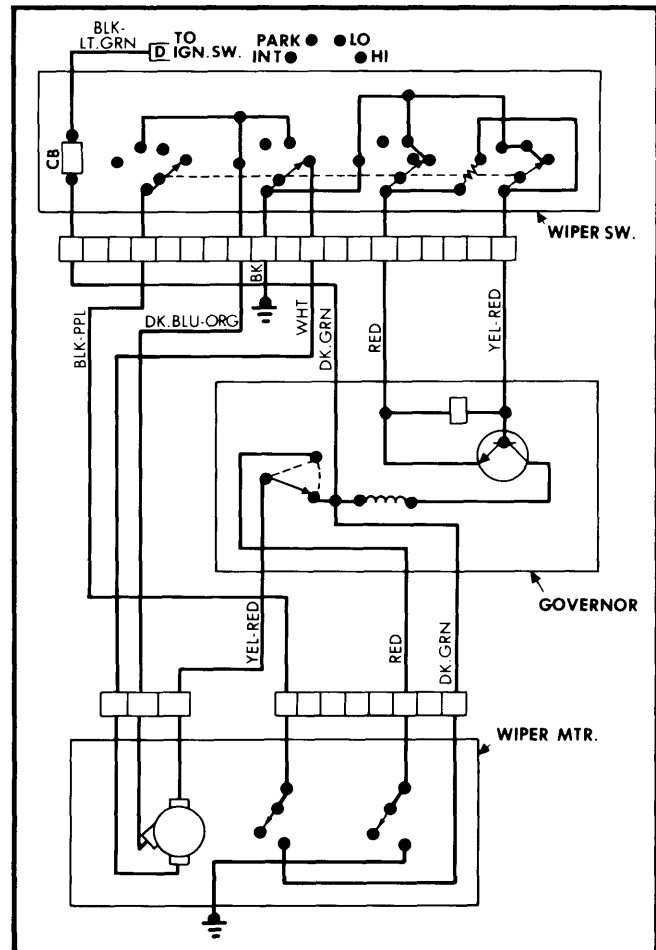 BLK-
LT.GRN
D TO
IGN.SW.
PARK LO
INT HI
CB
WIPER SW.
BLK-PPL
DK.BLU-ORG
BK
WHT
DK.GRN
RED
YEL-RED
GOVERNOR
YEL-RED
RED
DK.GRN
WIPER MTR.